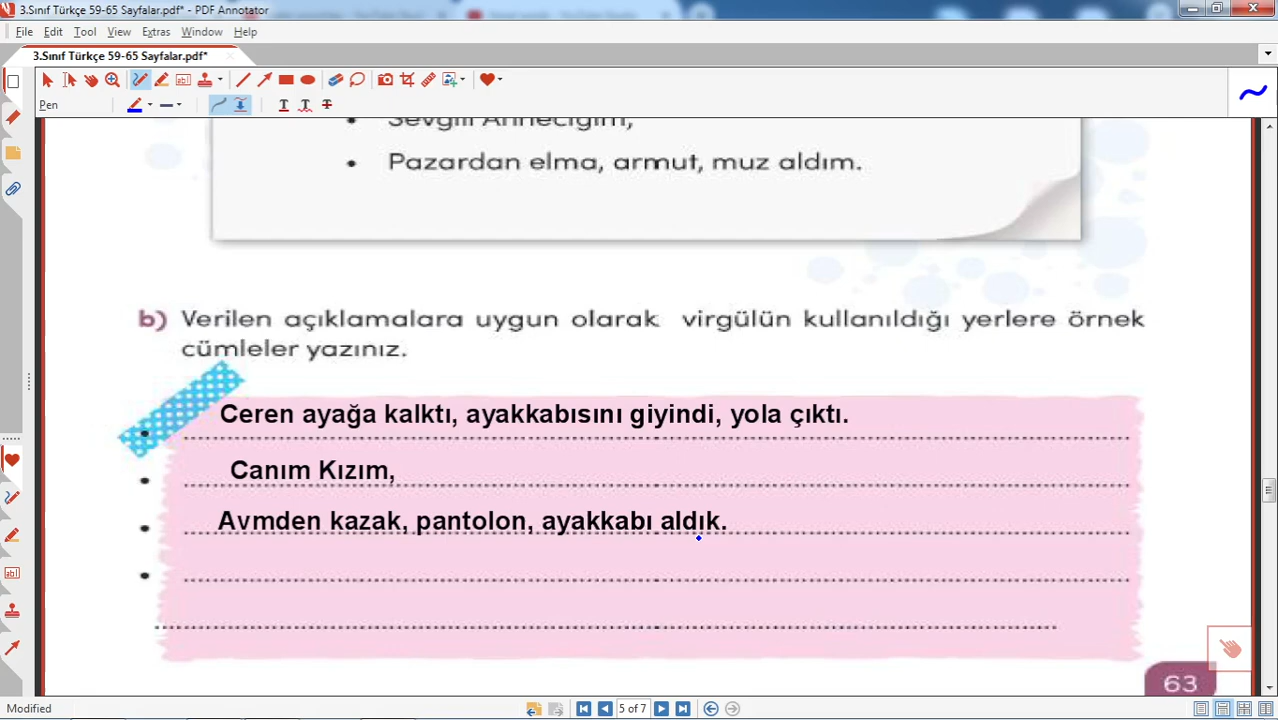 3.Sınıf Türkçe 59-65 Sayfalar.pdf* - PDF Annotator
File Edit Tool View Extras Window Help
3.Sınıf Türkçe 59-65 Sayfalar.pdf*
Pen
Sevgili Anneciğim,
• Pazardan elma, armut, muz aldım.
b) Verilen açıklamalara uygun olarak virgülün kullanıldığı yerlere örnek
cümleler yazınız.
Ceren ayağa kalktı, ayakkabısını giyindi, yola çıktı.
Canım Kızım,
Avmden kazak, pantolon, ayakkabı aldık.
63
Modified
5 of 7